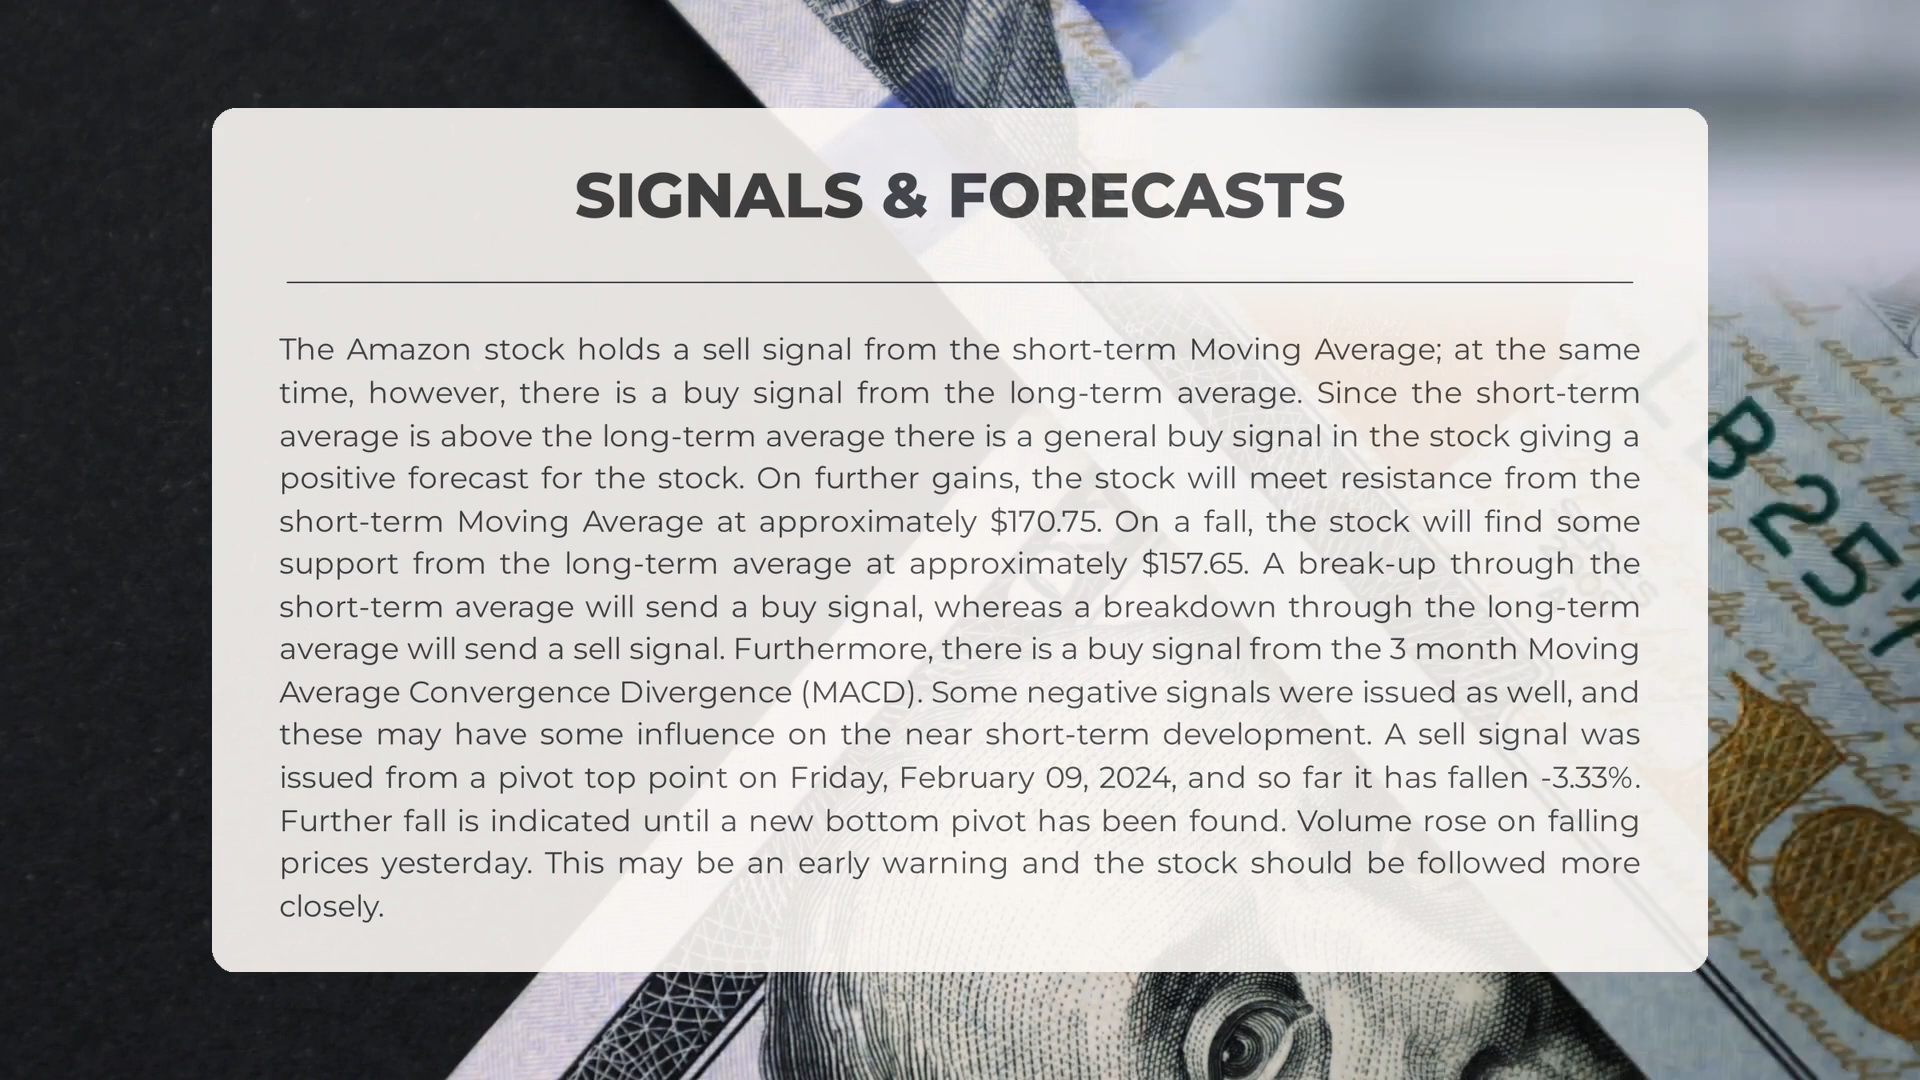 SIGNALS & FORECASTS
The Amazon stock holds a sell signal from the short-term Moving Average; at the same
time, however, there is a buy signal from the long-term average. Since the short-term
average is above the long-term average there is a general buy signal in the stock giving a
positive forecast for the stock. On further gains, the stock will meet resistance from the
short-term Moving Average at approximately $170.75. On a fall, the stock will find some
support from the long-term average at approximately $157.65. A break-up through the
short-term average will send a buy signal, whereas a breakdown through the long-term
average will send a sell signal. Furthermore, there is a buy signal from the 3 month Moving
Average Convergence Divergence (MACD). Some negative signals were issued as well, and
these may have some influence on the near short-term development. A sell signal was
issued from a pivot top point on Friday, February 09, 2024, and so far it has fallen -3.33%.
Further fall is indicated until a new bottom pivot has been found. Volume rose on falling
prices yesterday. This may be an early warning and the stock should be followed more
closely.